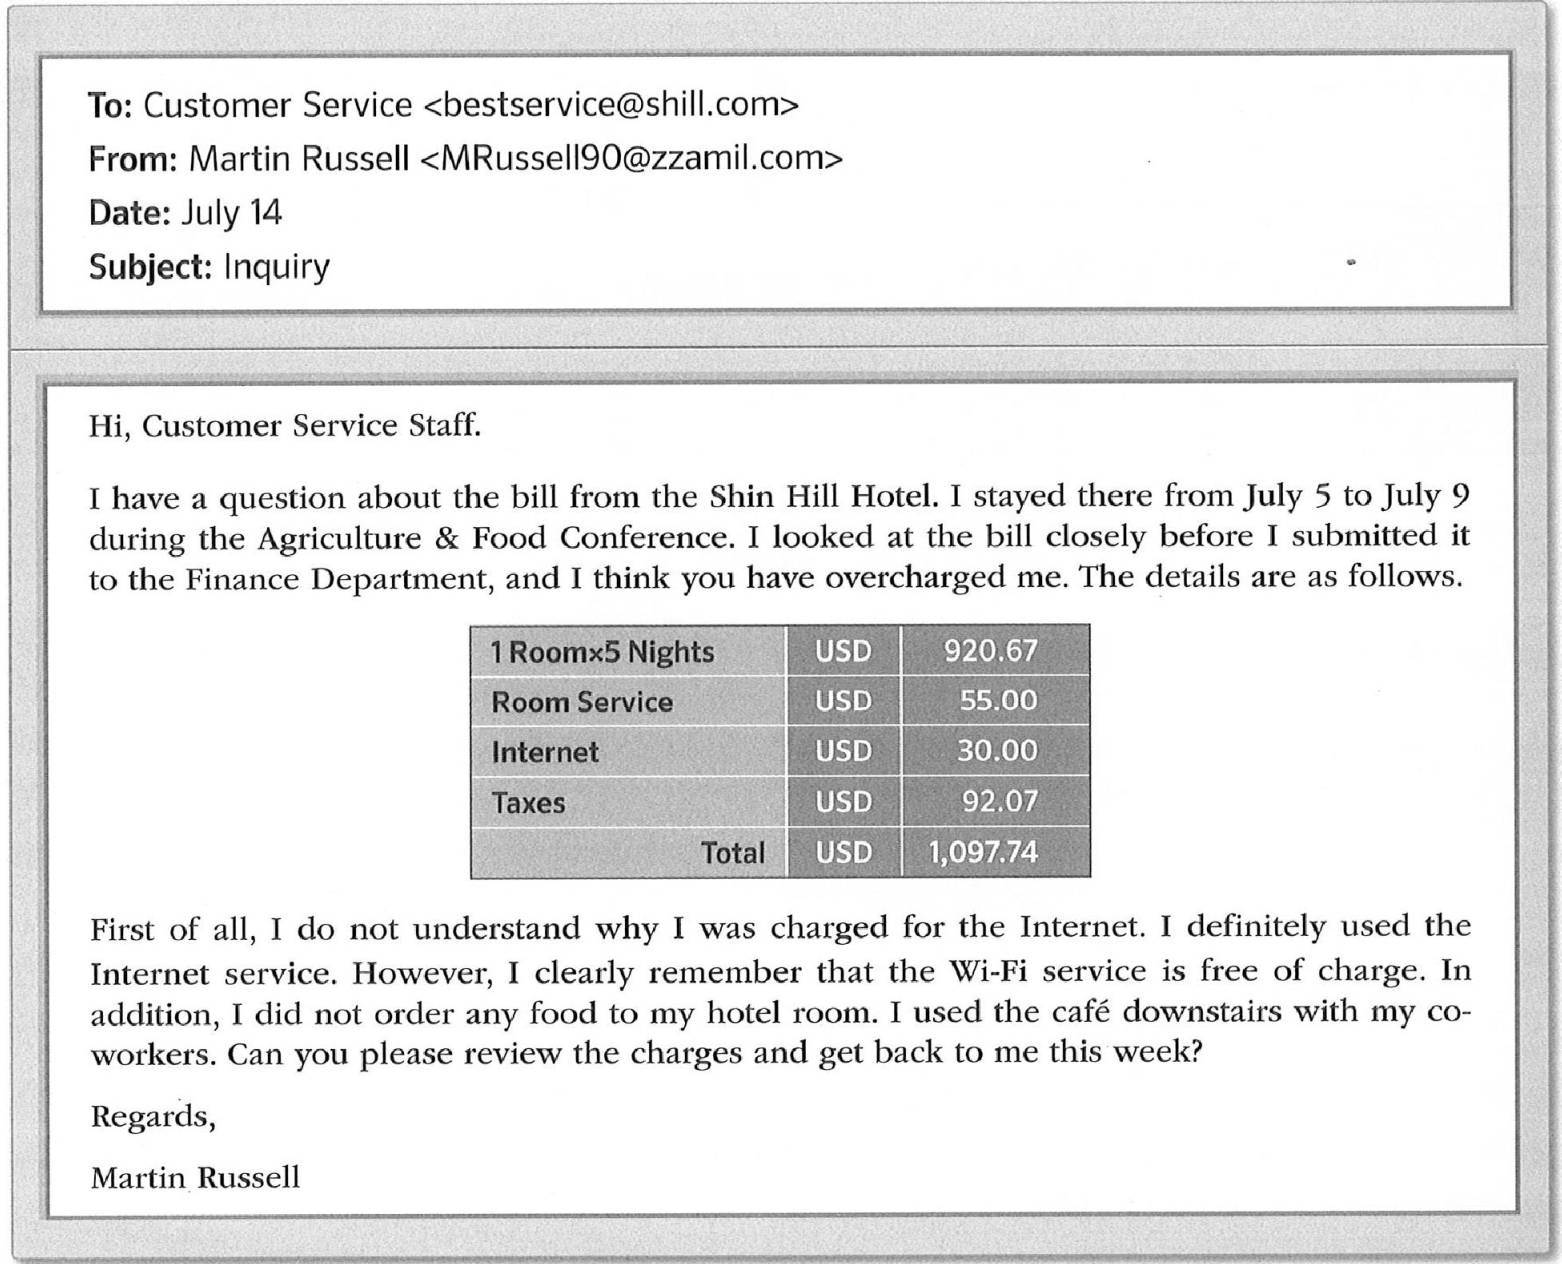 To: Customer Service <bestservice@shill.com>
From: Martin Russell <MRussell90@zzamil.com>
Date: July 14
Subject: Inquiry
Hi, Customer Service Staff.
I have a question about the bill from the Shin Hill Hotel. I stayed there from July 5 to July 9
during the Agriculture & Food Conference. I looked at the bill closely before I submitted it
to the Finance Department, and I think you have overcharged me. The details are as follows.
1 Room×5 Nights USD 920.67
Room Service USD 55.00
Internet USD 30.00
Taxes USD 92.07
Total USD 1,097.74
First of all, I do not understand why I was charged for the Internet. I definitely used the
Internet service. However, I clearly remember that the Wi-Fi service is free of charge. In
addition, I did not order any food to my hotel room. I used the café downstairs with my co-
workers. Can you please review the charges and get back to me this week?
Regards,
Martin Russell